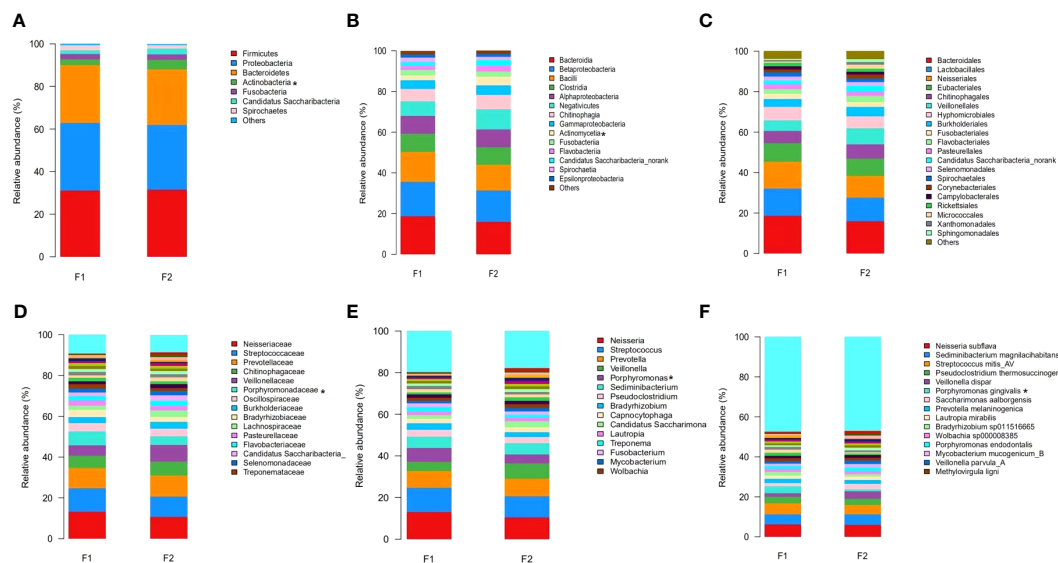 A
Relative abundance (%)
100
80
60
40
20
0
F1
F2
Firmicutes
Proteobacteria
Bacteroidetes
Actinobacteria *
Fusobacteria
Candidatus Saccharibacteria
Spirochaetes
Others
B
Relative abundance (%)
100
80
60
40
20
0
F1
F2
Bacteroidia
Betaproteobacteria
Bacilli
Clostridia
Alphaproteobacteria
Negativicutes
Chitinophagia
Gammaproteobacteria
Actinomycetia *
Fusobacteria
Flavobacteriia
Candidatus Saccharibacteria_norank
Spirochaetia
Epsilonproteobacteria
Others
C
Relative abundance (%)
100
80
60
40
20
0
F1
F2
Bacteroidales
Lactobacillales
Neisseriales
Eubacteriales
Chitinophagales
Veillonellales
Hyphomicrobiales
Burkholderiales
Fusobacteriales
Flavobacteriales
Pasteurellales
Candidatus Saccharibacteria_norank
Selenomonadales
Spirochaetales
Corynebacteriales
Campylobacterales
Rickettsiales
Micrococcales
Xanthomonadales
Sphingomonadales
Others
D
Relative abundance (%)
100
80
60
40
20
0
F1
F2
Neisseriaceae
Streptococcaceae
Prevotellaceae
Chitinophagaceae
Veillonellaceae
Porphyromonadaceae *
Oscillospiraceae
Burkholderiaceae
Bradyrhizobiaceae
Lachnospiraceae
Pasteurellaceae
Flavobacteriaceae
Candidatus Saccharibacteria_
Selenomonadaceae
Treponemataceae
E
Relative abundance (%)
100
80
60
40
20
0
F1
F2
Neisseria
Streptococcus
Prevotella
Veillonella
Porphyromonas *
Sediminibacterium
Pseudoclostridium
Bradyrhizobium
Capnocytophaga
Candidatus Saccharimona
Lautropia
Treponema
Fusobacterium
Mycobacterium
Wolbachia
F
Relative abundance (%)
100
80
60
40
20
0
F1
F2
Neisseria subflava
Sediminibacterium magnilacihabitans
Streptococcus mitis_AV
Pseudoclostridium thermosuccinogen
Veillonella dispar
Porphyromonas gingivalis *
Saccharimonas aalborgensis
Prevotella melaninogenica
Lautropia mirabilis
Bradyrhizobium sp011516665
Wolbachia sp000008385
Porphyromonas endodontalis
Mycobacterium mucogenicum_B
Veillonella parvula_A
Methylovirgula ligni